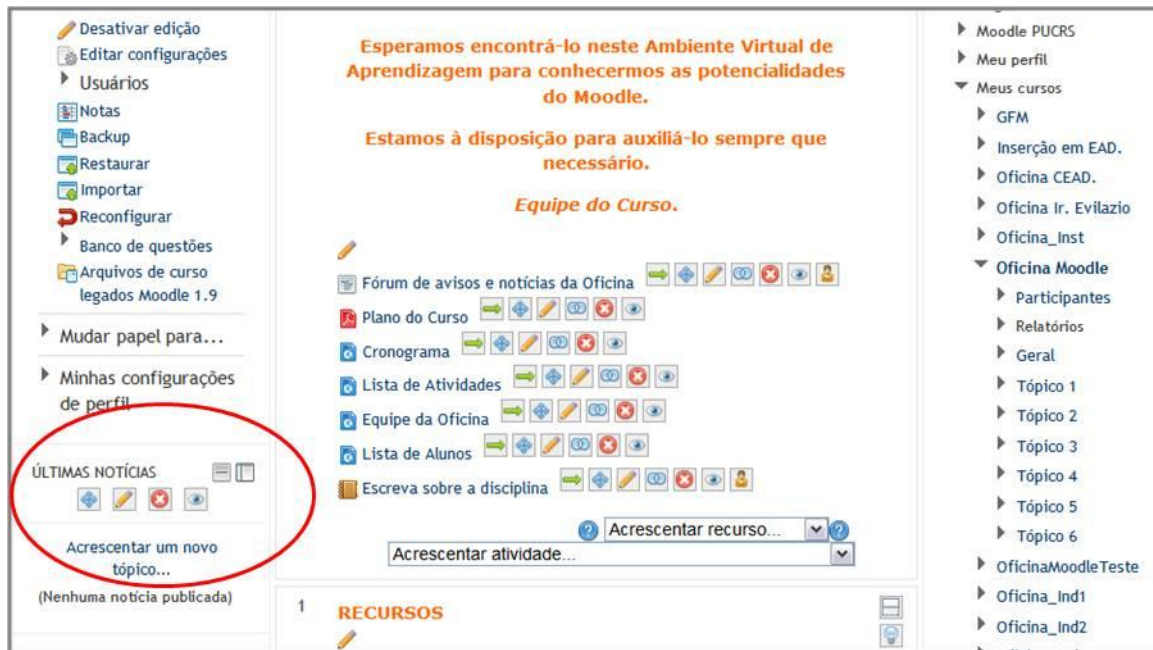 Desativar edição
Editar configurações
Usuários
Notas
Backup
Restaurar
Importar
Reconfigurar
Banco de questões
Arquivos de curso
legados Moodle 1.9
Mudar papel para...
Minhas configurações
de perfil
ÚLTIMAS NOTÍCIAS
Acrescentar um novo
tópico...
(Nenhuma notícia publicada)
Esperamos encontrá-lo neste Ambiente Virtual de
Aprendizagem para conhecermos as potencialidades
do Moodle.
Estamos à disposição para auxiliá-lo sempre que
necessário.
Equipe do Curso.
Fórum de avisos e notícias da Oficina
Plano do Curso
Cronograma
Lista de Atividades
Equipe da Oficina
Lista de Alunos
Escreva sobre a disciplina
Acrescentar recurso...
Acrescentar atividade...
1 RECURSOS
Moodle PUCRS
Meu perfil
Meus cursos
GFM
Inserção em EAD.
Oficina CEAD.
Oficina Ir. Evilazio
Oficina_Inst
Oficina Moodle
Participantes
Relatórios
Geral
Tópico 1
Tópico 2
Tópico 3
Tópico 4
Tópico 5
Tópico 6
OficinaMoodleTeste
Oficina_Ind1
Oficina_Ind2